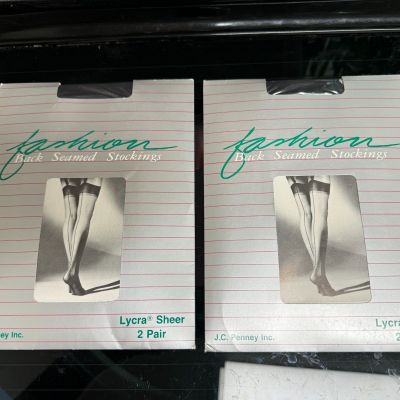 fashion
Back Seamed Stockings
Lycra® Sheer
2 Pair
ney Inc.
fashion
Back Seamed Stockings
Lycra
2
J.C. Penney Inc.